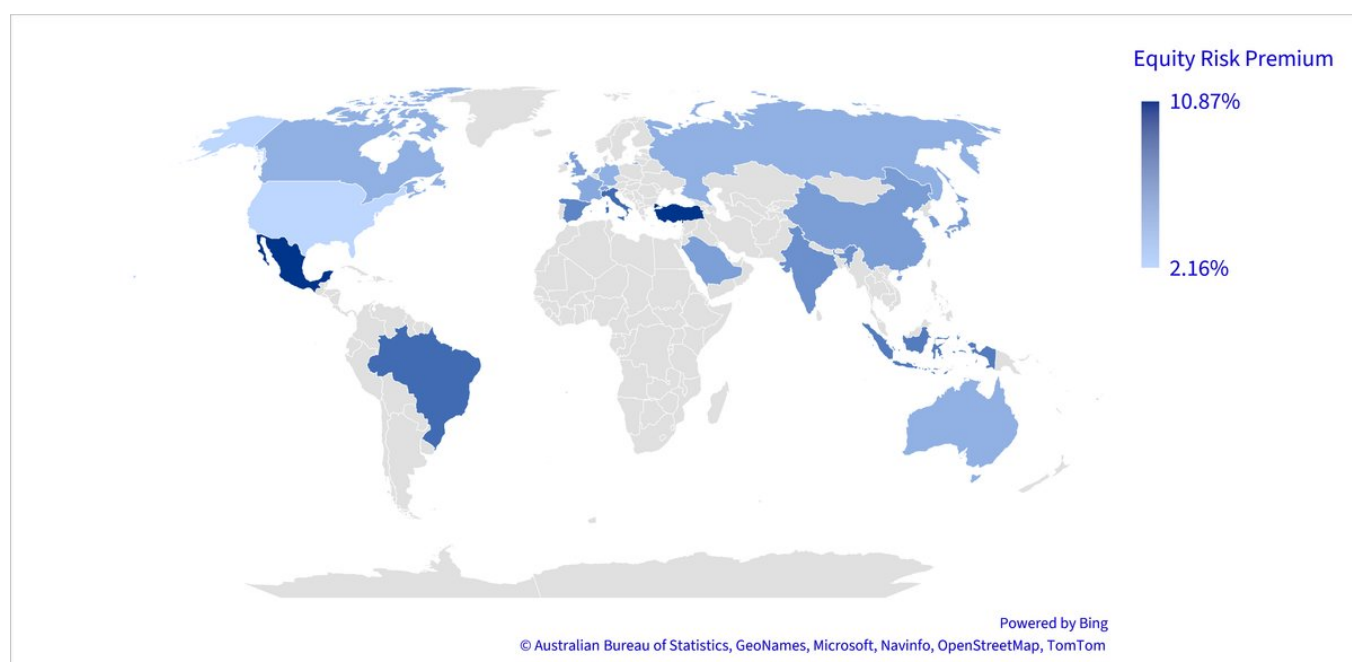 Equity Risk Premium
10.87%
2.16%
Powered by Bing
© Australian Bureau of Statistics, GeoNames, Microsoft, Navinfo, OpenStreetMap, TomTom